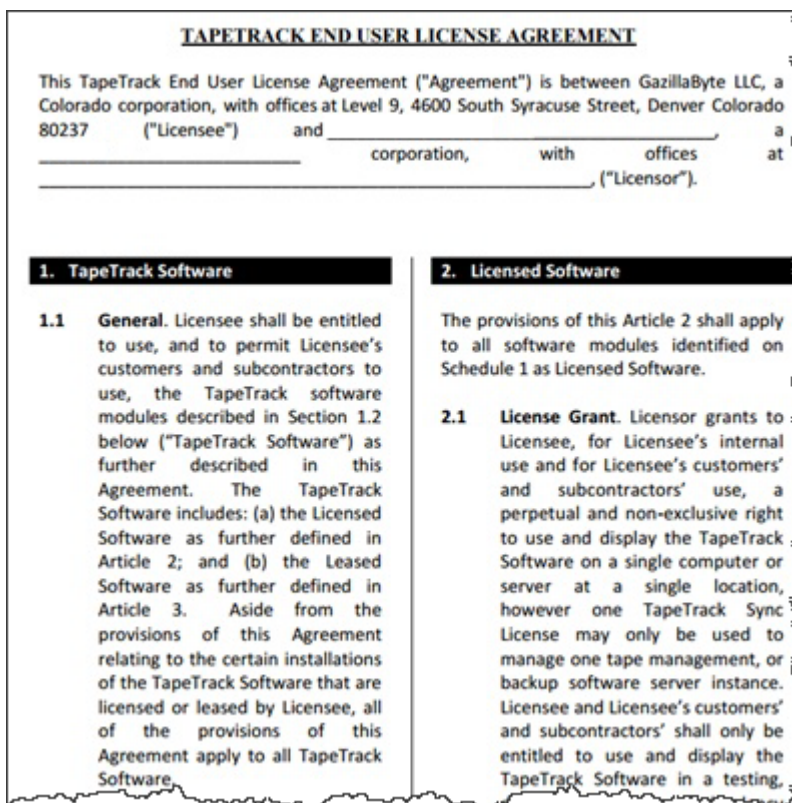 TAPETRACK END USER LICENSE AGREEMENT
This TapeTrack End User License Agreement ("Agreement") is between GazillaByte LLC, a
Colorado corporation, with offices at Level 9, 4600 South Syracuse Street, Denver Colorado
80237 ("Licensee") and ______________________________________, a
__________________________ corporation, with offices at
_______________________________________________________, (“Licensor”).
1. TapeTrack Software
1.1 General. Licensee shall be entitled
to use, and to permit Licensee’s
customers and subcontractors to
use, the TapeTrack software
modules described in Section 1.2
below (“TapeTrack Software”) as
further described in this
Agreement. The TapeTrack
Software includes: (a) the Licensed
Software as further defined in
Article 2; and (b) the Leased
Software as further defined in
Article 3. Aside from the
provisions of this Agreement
relating to the certain installations
of the TapeTrack Software that are
licensed or leased by Licensee, all
of the provisions of this
Agreement apply to all TapeTrack
Software.
2. Licensed Software
The provisions of this Article 2 shall apply
to all software modules identified on
Schedule 1 as Licensed Software.
2.1 License Grant. Licensor grants to
Licensee, for Licensee’s internal
use and for Licensee’s customers’
and subcontractors’ use, a
perpetual and non-exclusive right
to use and display the TapeTrack
Software on a single computer or
server at a single location,
however one TapeTrack Sync
License may only be used to
manage one tape management, or
backup software server instance.
Licensee and Licensee’s customers’
and subcontractors’ shall only be
entitled to use and display the
TapeTrack Software in a testing,